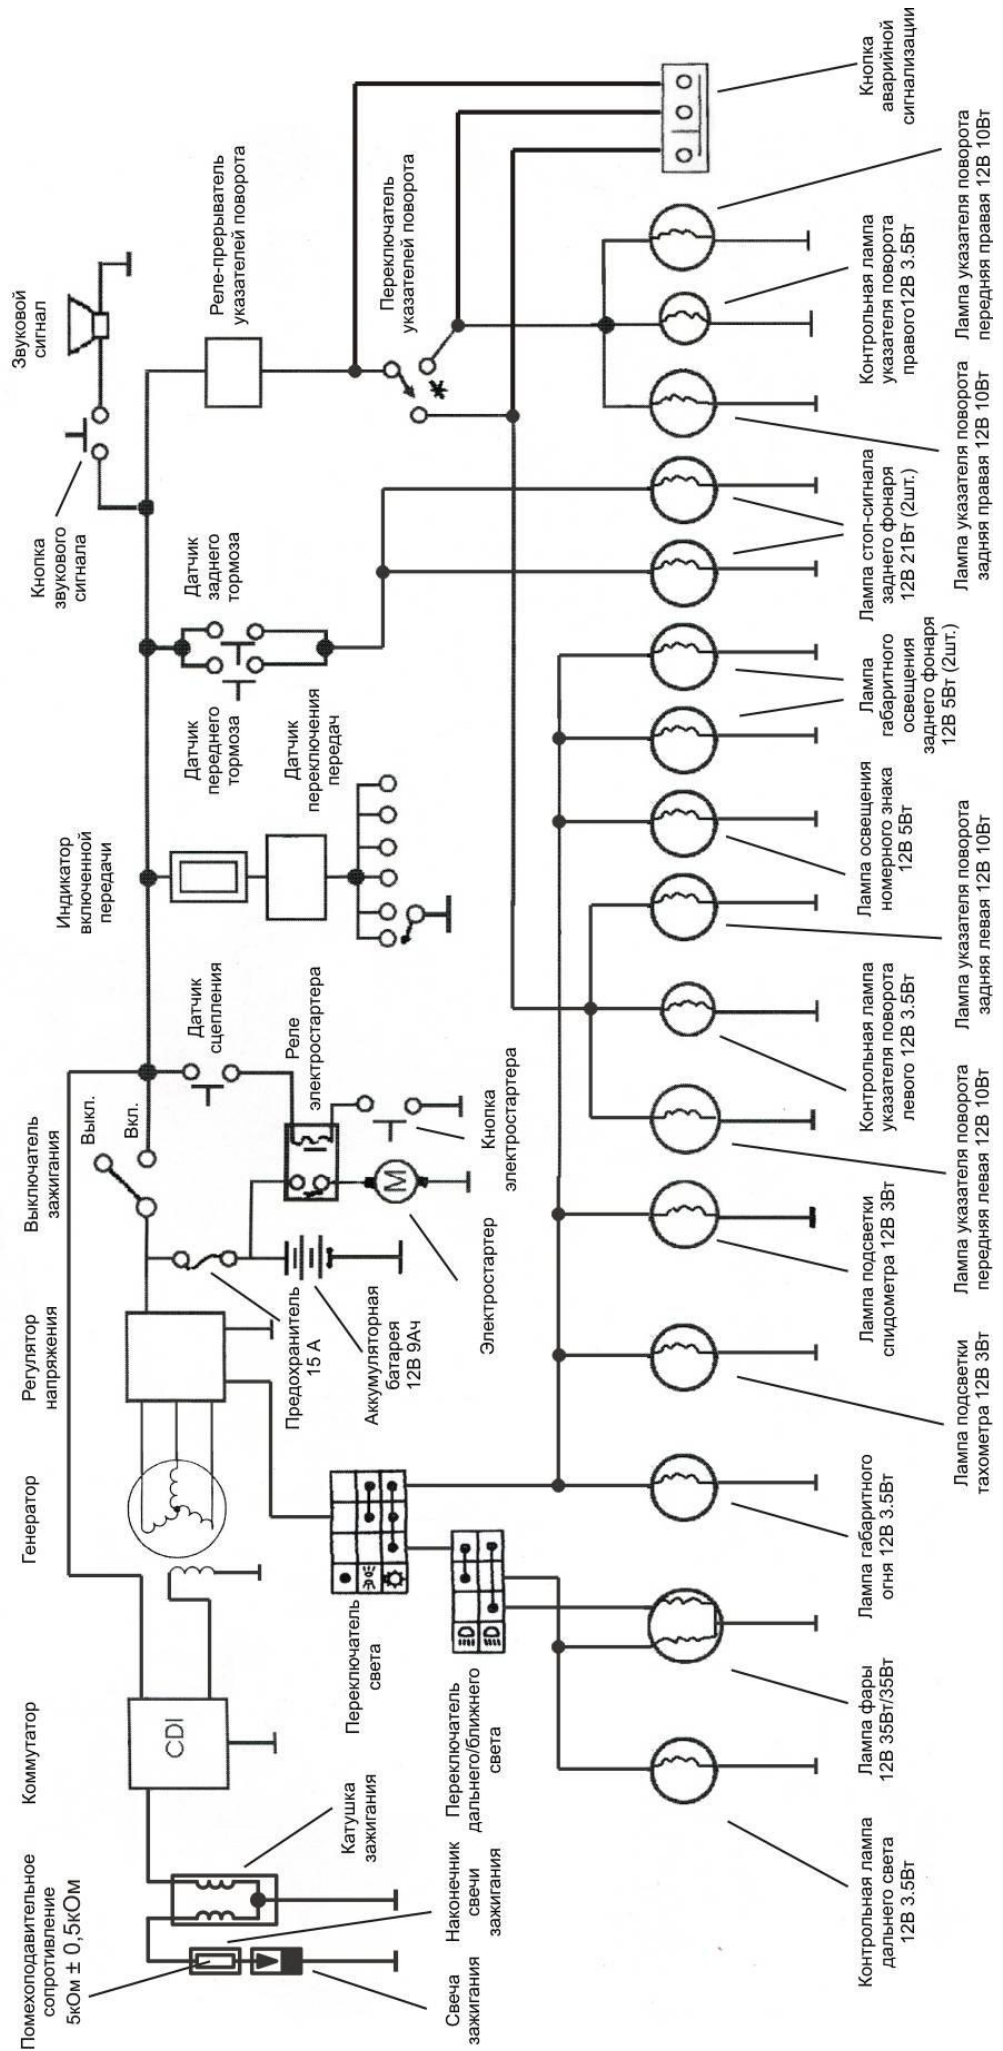 Помехоподавительное
сопротивление
5кОм ± 0,5кОм
Коммутатор
Генератор
Регулятор
напряжения
Выключатель
зажигания
Выкл.
Вкл.
Индикатор
включенной
передачи
Кнопка
звукового
сигнала
Звуковой
сигнал
CDI
Датчик
сцепления
Датчик
переднего
тормоза
Датчик
заднего
тормоза
Реле-прерыватель
указателей поворота
Катушка
зажигания
Переключатель
света
Предохранитель
15 А
Аккумуляторная
батарея
12В 9Ач
Реле
электростартера
M
Датчик
переключения
передач
Переключатель
указателей поворота
*
Свеча
зажигания
Наконечник
свечи
зажигания
Переключатель
дальнего/ближнего
света
Электростартер
Кнопка
электростартера
Контрольная лампа
дальнего света
12В 3.5Вт
Лампа фары
12В 35Вт/35Вт
Лампа габаритного
огня 12В 3.5Вт
Лампа подсветки
спидометра 12В 3Вт
Контрольная лампа
указателя поворота
левого 12В 3.5Вт
Лампа освещения
номерного знака
12В 5Вт
Лампа
габаритного
освещения
заднего фонаря
12В 5Вт (2шт.)
Лампа стоп-сигнала
заднего фонаря
12В 21Вт (2шт.)
Контрольная лампа
указателя поворота
правого12В 3.5Вт
Кнопка
аварийной
сигнализации
Лампа подсветки
тахометра 12В 3Вт
Лампа указателя поворота
передняя левая 12В 10Вт
Лампа указателя поворота
задняя левая 12В 10Вт
Лампа указателя поворота
задняя правая 12В 10Вт
Лампа указателя поворота
передняя правая 12В 10Вт